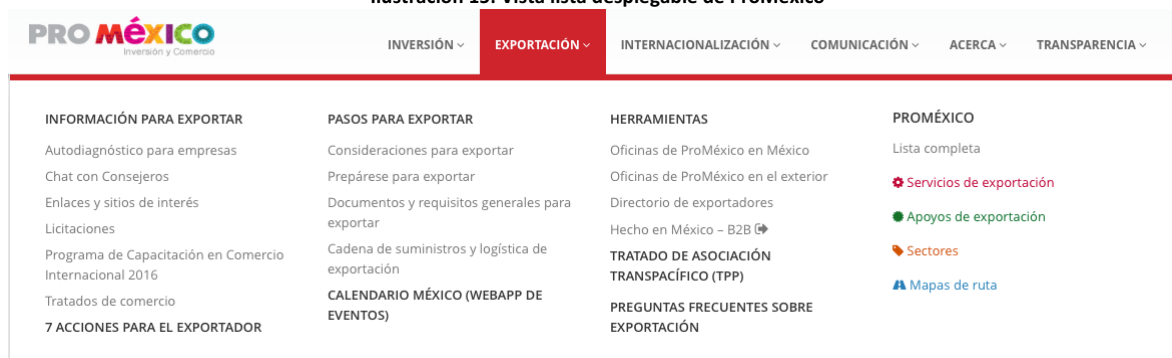 Ilustración 15: Vista lista desplegable de ProMéxico
PRO México
Inversión y Comercio
INVERSIÓN EXPORTACIÓN INTERNACIONALIZACIÓN COMUNICACIÓN ACERCA TRANSPARENCIA
INFORMACIÓN PARA EXPORTAR
Autodiagnóstico para empresas
Chat con Consejeros
Enlaces y sitios de interés
Licitaciones
Programa de Capacitación en Comercio
Internacional 2016
Tratados de comercio
7 ACCIONES PARA EL EXPORTADOR
PASOS PARA EXPORTAR
Consideraciones para exportar
Prepárese para exportar
Documentos y requisitos generales para
exportar
Cadena de suministros y logística de
exportación
CALENDARIO MÉXICO (WEBAPP DE
EVENTOS)
HERRAMIENTAS
Oficinas de ProMéxico en México
Oficinas de ProMéxico en el exterior
Directorio de exportadores
Hecho en México – B2B
TRATADO DE ASOCIACIÓN
TRANSPACÍFICO (TPP)
PREGUNTAS FRECUENTES SOBRE
EXPORTACIÓN
PROMÉXICO
Lista completa
Servicios de exportación
Apoyos de exportación
Sectores
Mapas de ruta